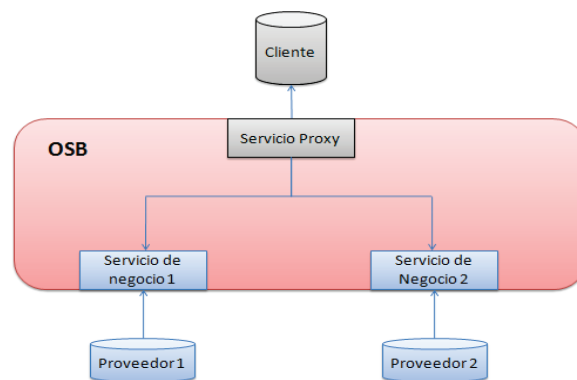 Cliente
Servicio Proxy
OSB
Servicio de
negocio 1
Servicio de
Negocio 2
Proveedor 1
Proveedor 2